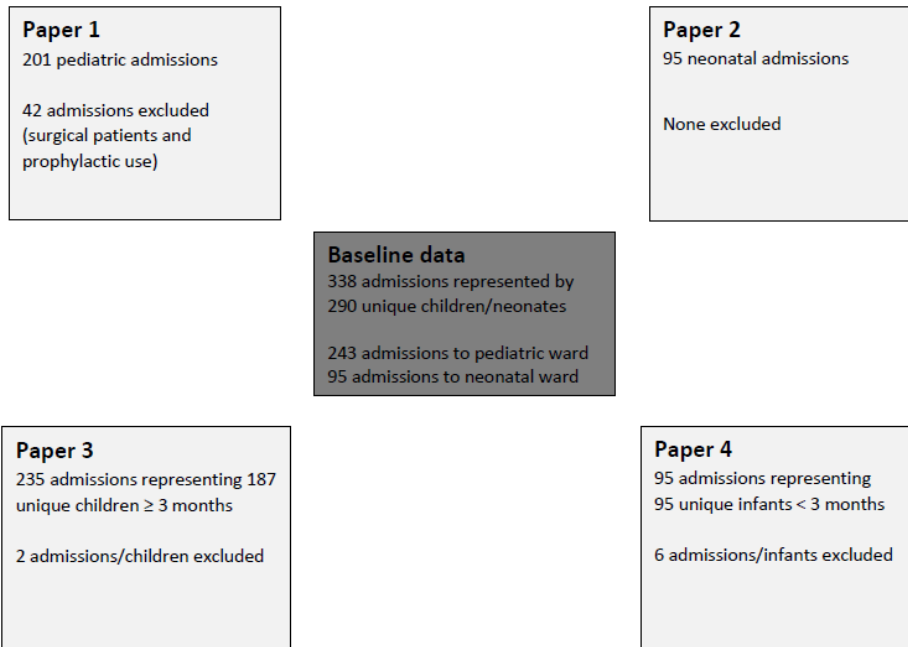 Paper 1
201 pediatric admissions
42 admissions excluded
(surgical patients and
prophylactic use)
Paper 2
95 neonatal admissions
None excluded
Baseline data
338 admissions represented by
290 unique children/neonates
243 admissions to pediatric ward
95 admissions to neonatal ward
Paper 3
235 admissions representing 187
unique children ≥ 3 months
2 admissions/children excluded
Paper 4
95 admissions representing
95 unique infants < 3 months
6 admissions/infants excluded